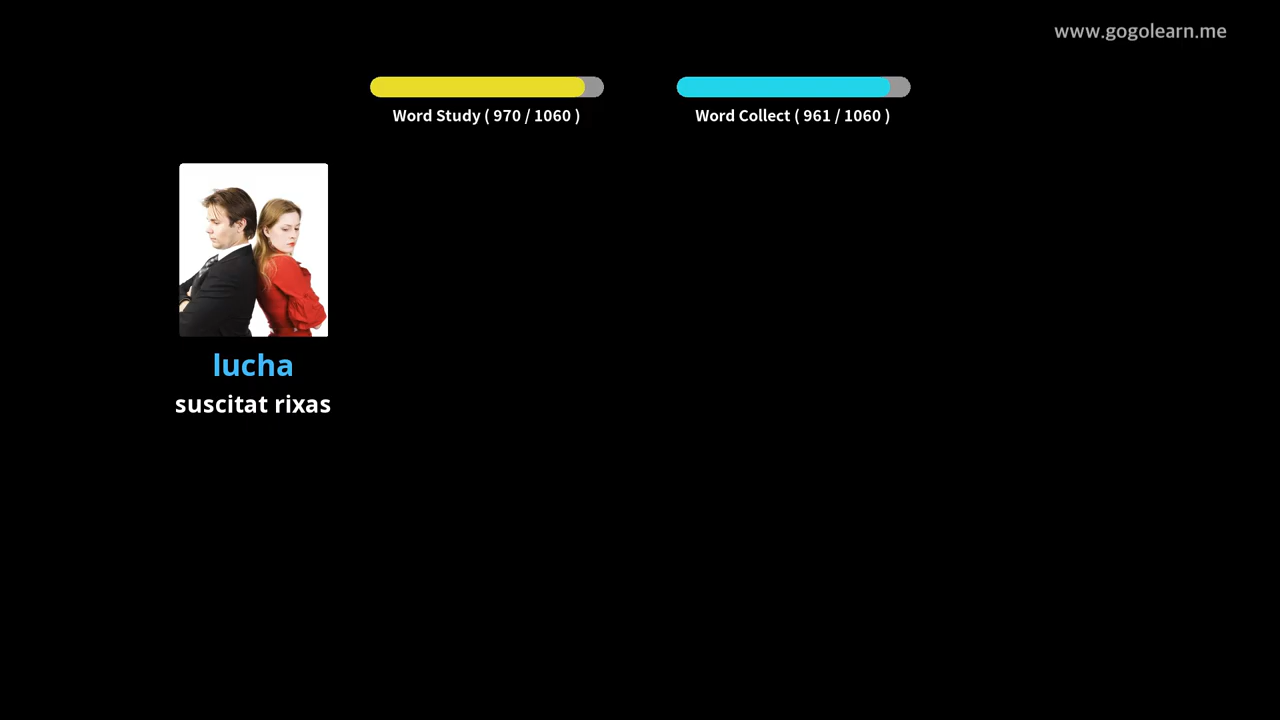 www.gogolearn.me
Word Study ( 970 / 1060 )
Word Collect ( 961 / 1060 )
lucha
suscitat rixas